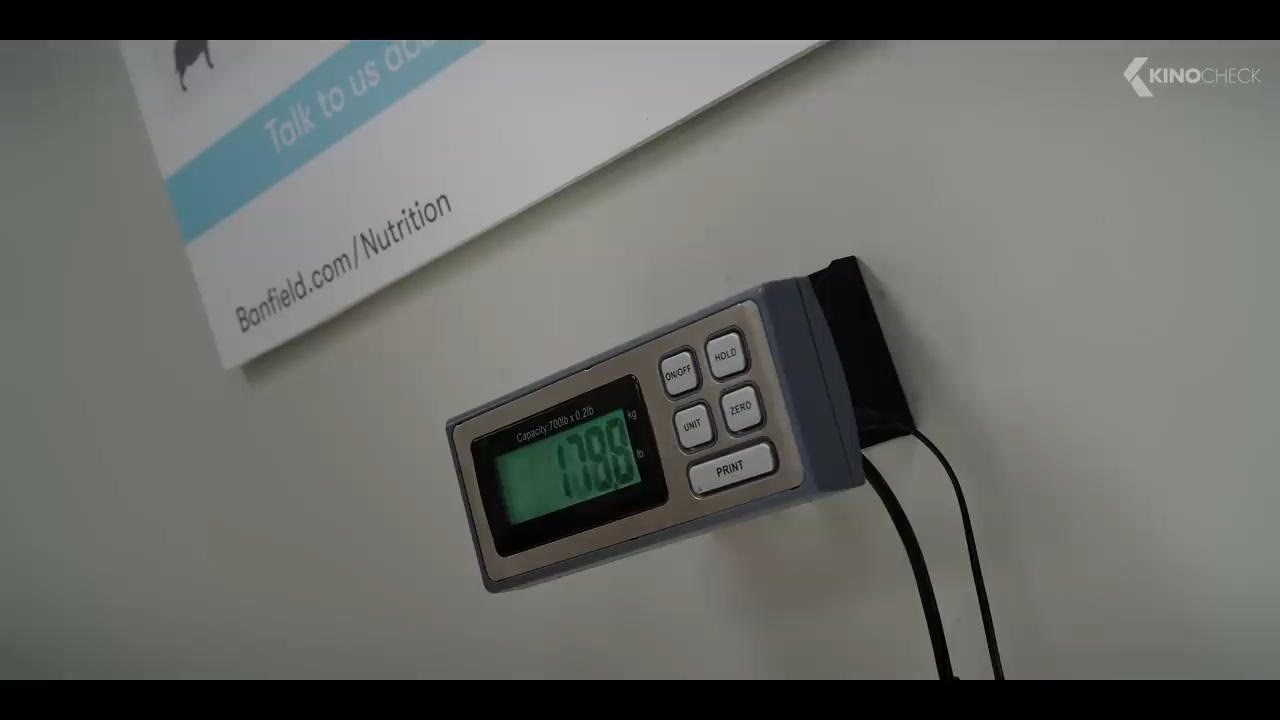 KINOCHECK
Talk to us abo
Banfield.com/Nutrition
Capacity:700lb x 0.2lb
kg
lb
178.8
ON/OFF
HOLD
UNIT
ZERO
PRINT